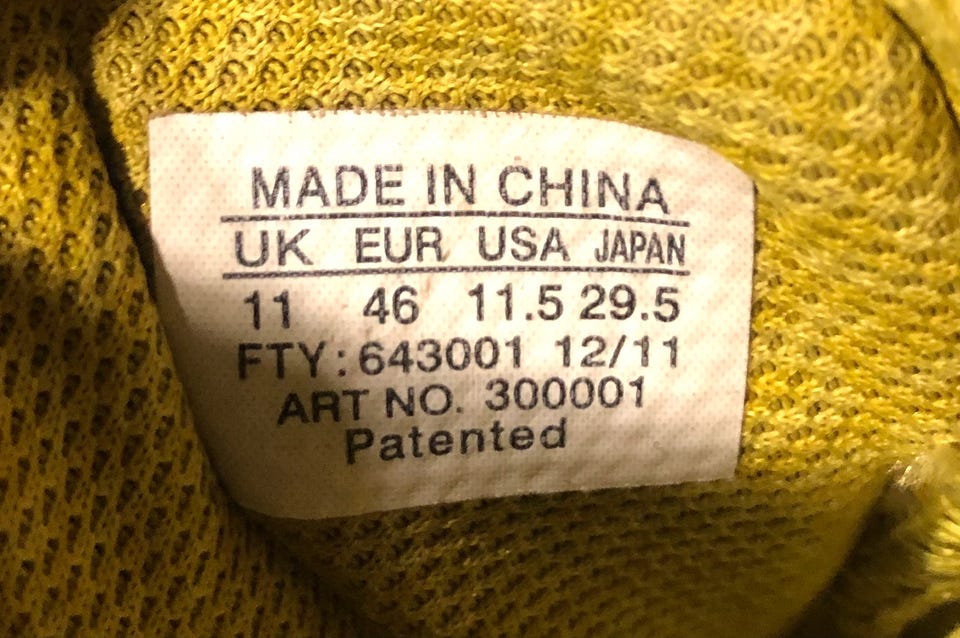 MADE IN CHINA
UK EUR USA JAPAN
11 46 11.5 29.5
FTY: 643001 12/11
ART NO. 300001
Patented